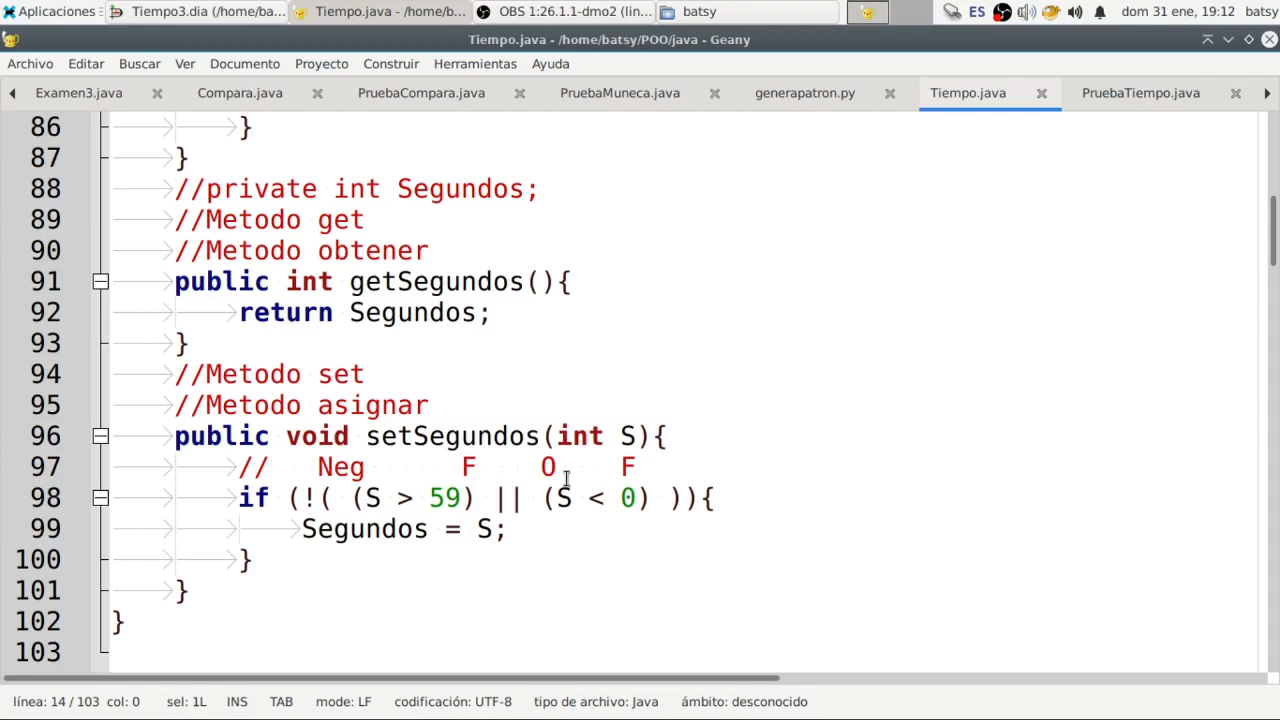 Aplicaciones Tiempo3.dia (/home/ba... Tiempo.java - /home/b... OBS 1:26.1.1-dmo2 (lin... batsy ES dom 31 ene, 19:12 batsy
Tiempo.java - /home/batsy/POO/java - Geany
Archivo Editar Buscar Ver Documento Proyecto Construir Herramientas Ayuda
Examen3.java Compara.java PruebaCompara.java PruebaMuneca.java generapatron.py Tiempo.java PruebaTiempo.java
86 }
87 }
88 //private int Segundos;
89 //Metodo get
90 //Metodo obtener
91 public int getSegundos(){
92 return Segundos;
93 }
94 //Metodo set
95 //Metodo asignar
96 public void setSegundos(int S){
97 // Neg F O F
98 if (!( (S > 59) || (S < 0) )){
99 Segundos = S;
100 }
101 }
102 }
103
línea: 14 / 103 col: 0 sel: 1L INS TAB mode: LF codificación: UTF-8 tipo de archivo: Java ámbito: desconocido